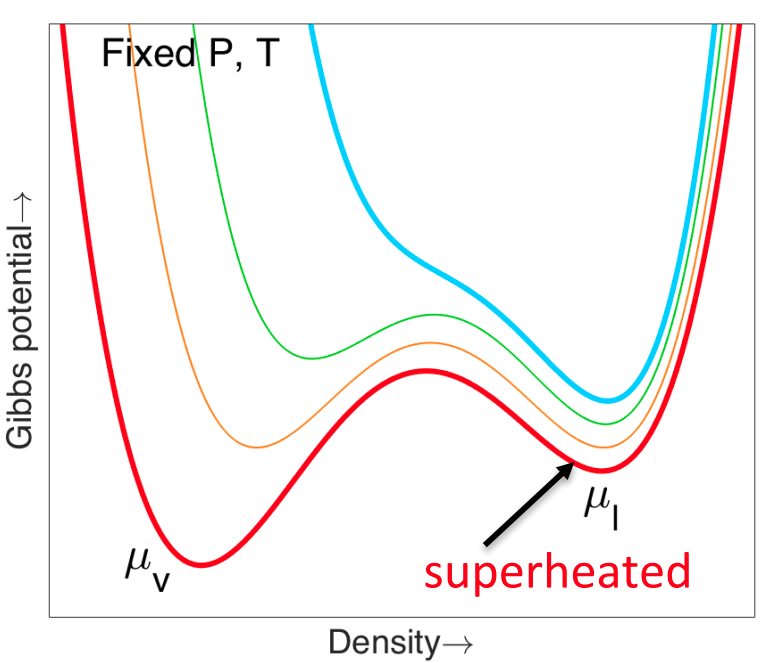 Fixed P, T
Gibbs potential→
μv
μl
superheated
Density→